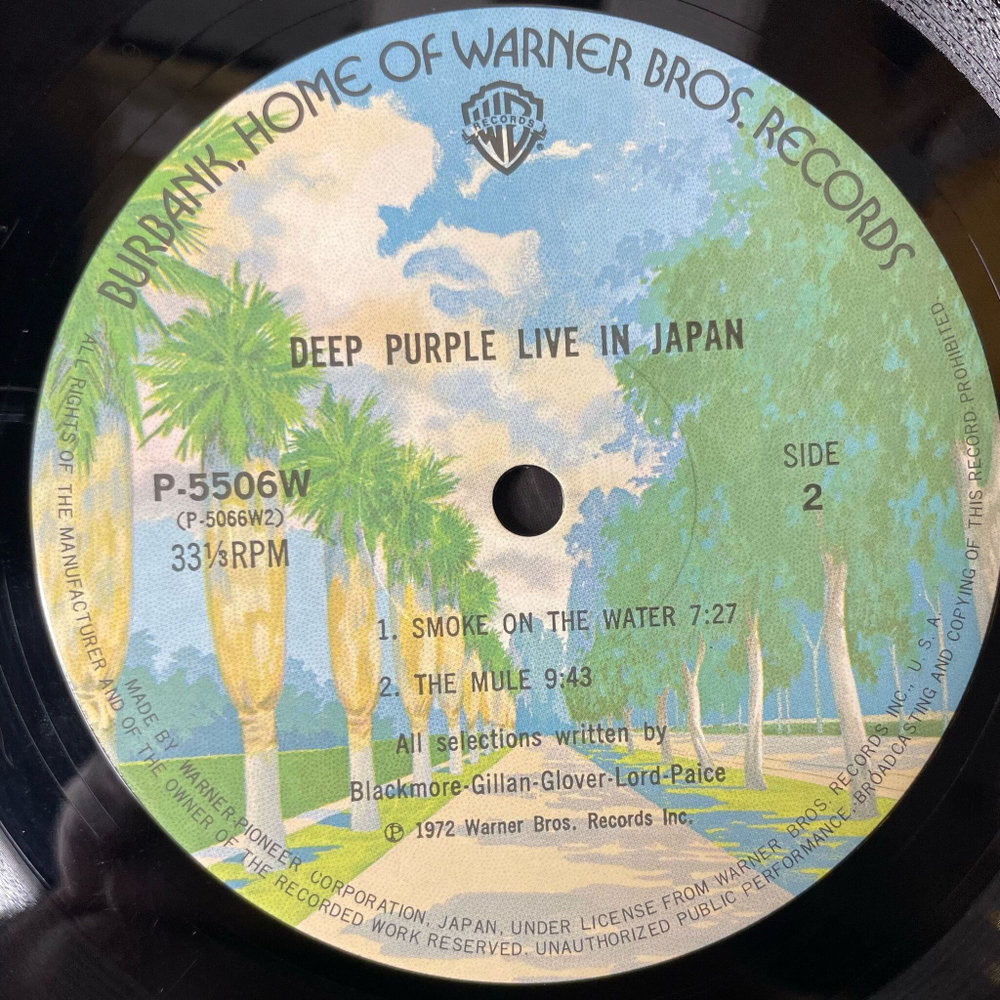 BURBANK, HOME OF WARNER BROS. RECORDS
RECORDS
DEEP PURPLE LIVE IN JAPAN
P-5506W
(P-5066W2)
33⅓RPM
SIDE
2
1. SMOKE ON THE WATER 7:27
2. THE MULE 9:43
All selections written by
Blackmore-Gillan-Glover-Lord-Paice
Ⓟ 1972 Warner Bros. Records Inc.
MADE BY WARNER-PIONEER CORPORATION, JAPAN, UNDER LICENSE FROM WARNER BROS. RECORDS INC., U. S. A.
ALL RIGHTS OF THE MANUFACTURER AND OF THE OWNER OF THE RECORDED WORK RESERVED. UNAUTHORIZED PUBLIC PERFORMANCE, BROADCASTING AND COPYING OF THIS RECORD PROHIBITED